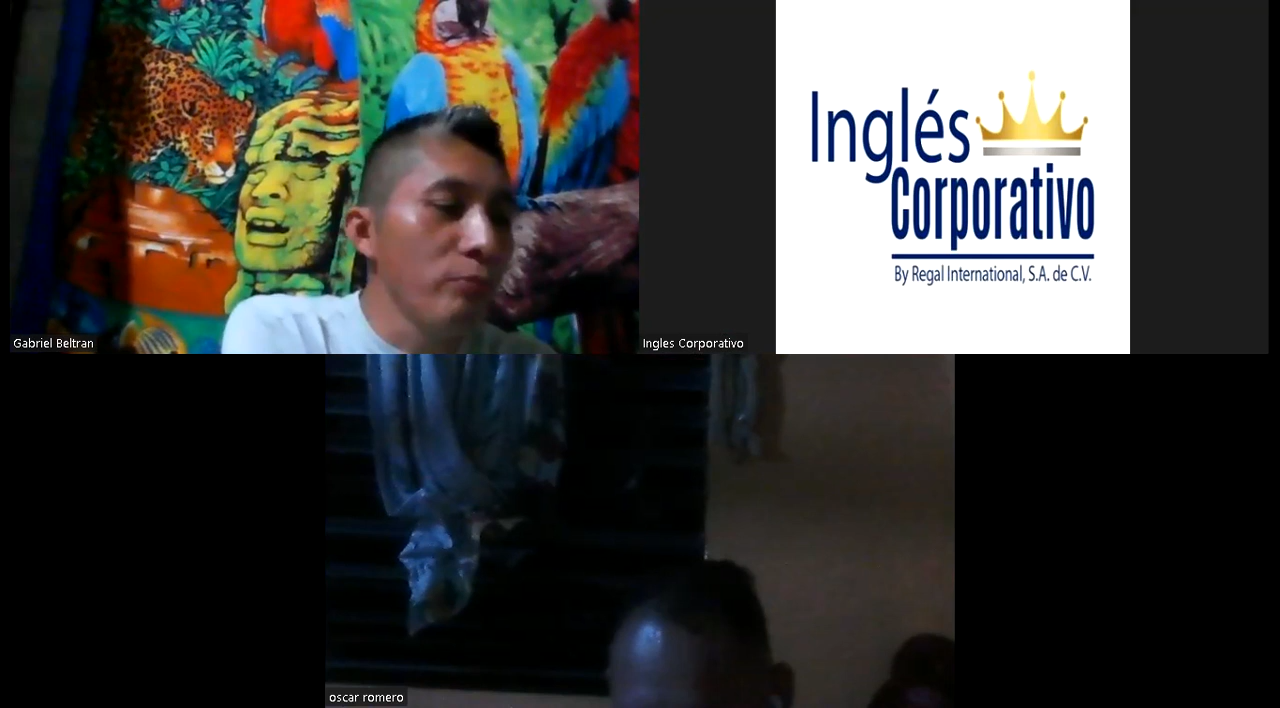 Inglés
Corporativo
By Regal International, S.A. de C.V.
Gabriel Beltran
Ingles Corporativo
oscar romero